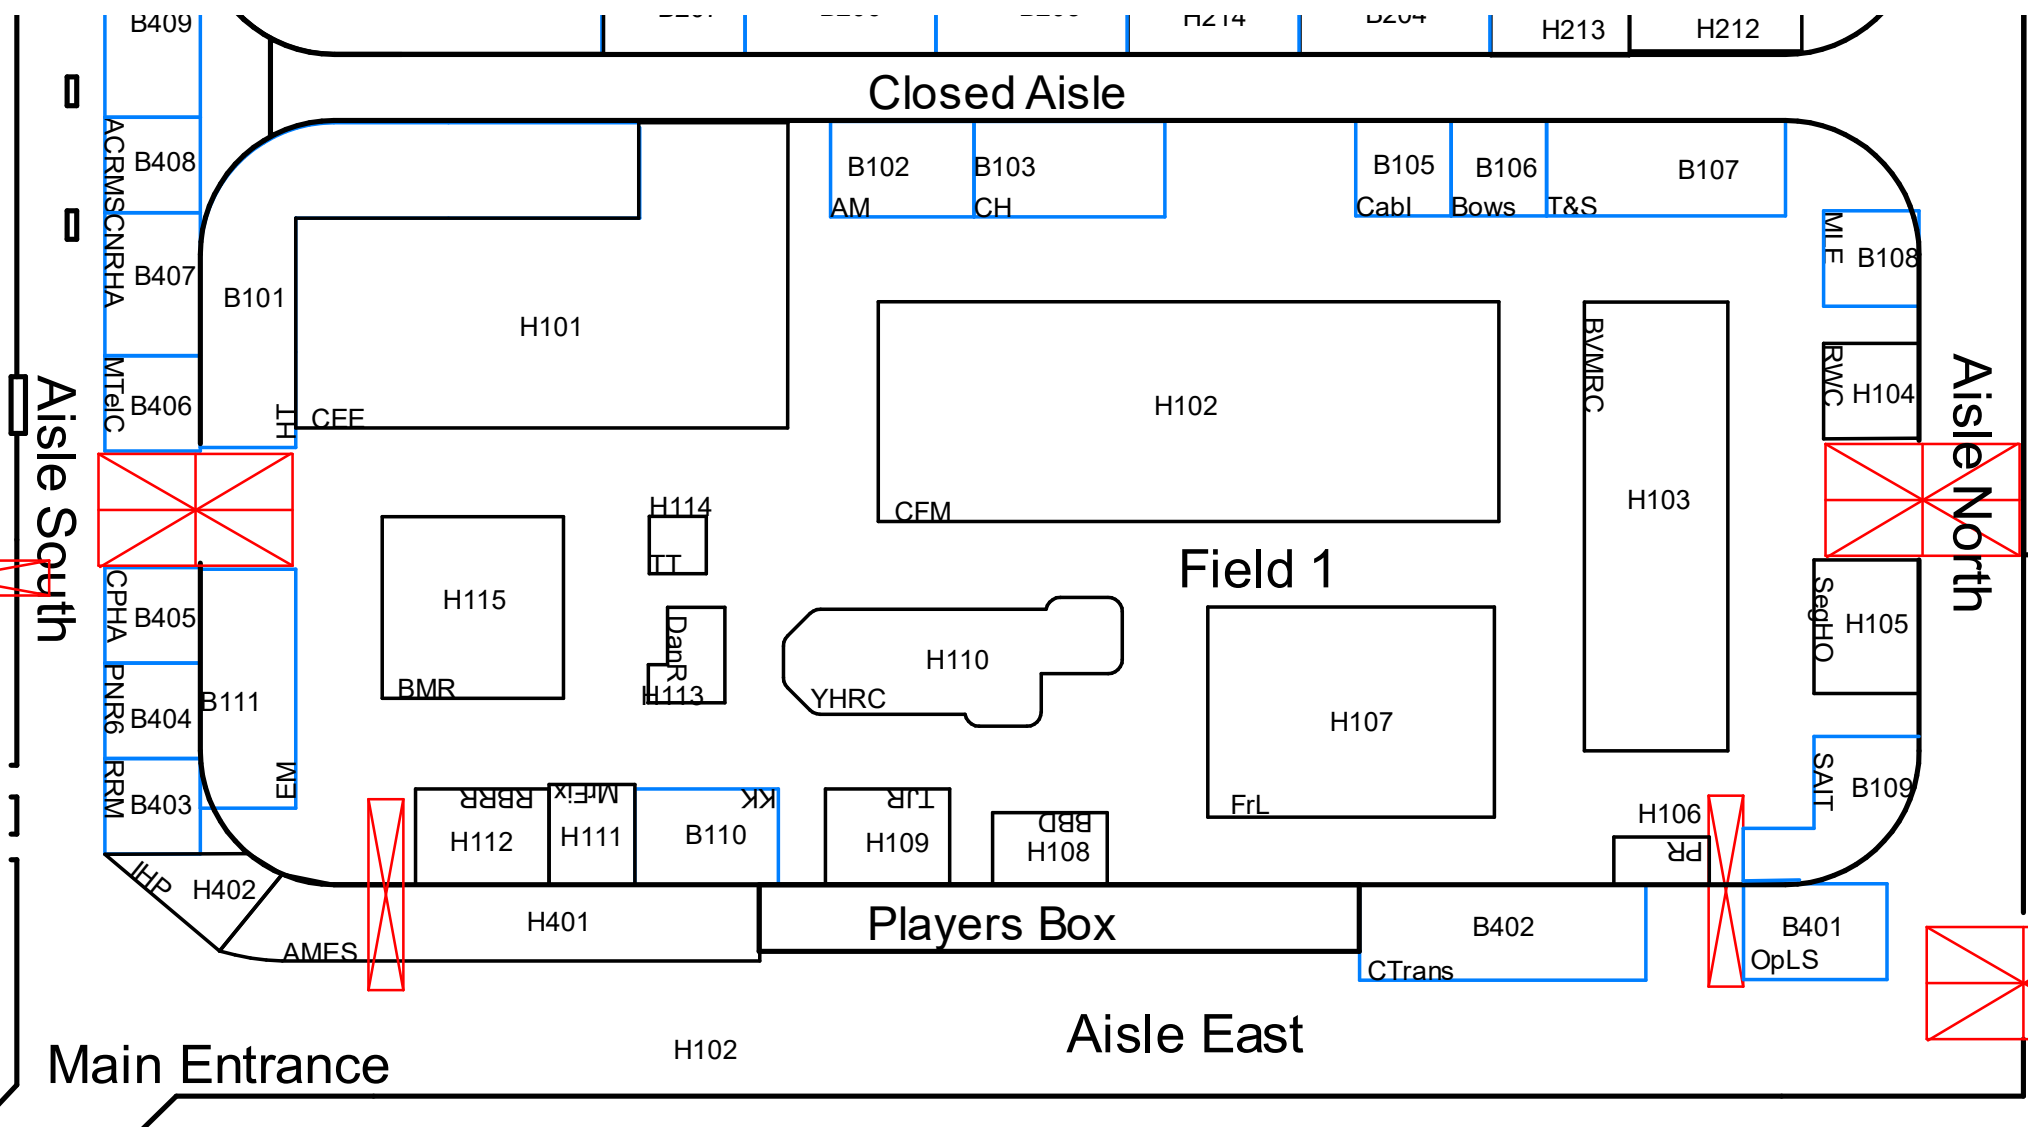 B409
H214
B204
H213
H212
Closed Aisle
ACRMS
B408
CNRHA
B407
MTelC
B406
B101
TH
H101
CEE
B102
AM
B103
CH
B105
Cabl
B106
Bows
B107
T&S
MLF
B108
RWC
H104
H102
CFM
BVMRC
H103
Aisle South
Aisle North
H114
TT
Field 1
H115
BMR
DanR
H113
H110
YHRC
H107
FrL
SegHO
H105
CPHA
B405
PNR6
B404
RRM
B403
B111
EM
SAIT
B109
RBRR
H112
MrFix
H111
KK
B110
TJR
H109
BBD
H108
H106
PR
IHP
H402
H401
AMES
Players Box
B402
CTrans
B401
OpLS
Aisle East
H102
Main Entrance